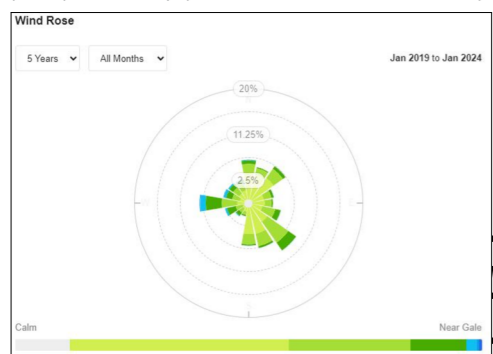 Wind Rose
5 Years All Months Jan 2019 to Jan 2024
20%
11.25%
2.5%
Calm Near Gale